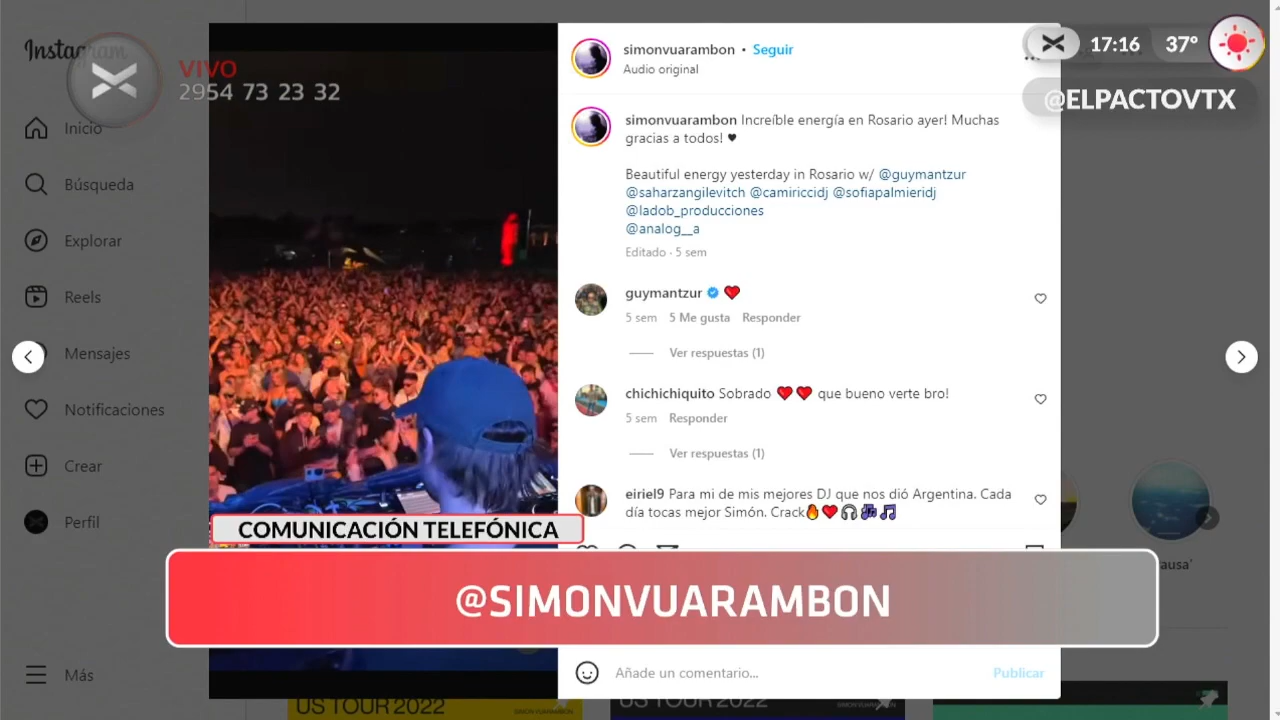 Instagram
VIVO
2954 73 23 32
Inicio
Búsqueda
Explorar
Reels
Mensajes
Notificaciones
Crear
Perfil
Más
simonvuarambon • Seguir
Audio original
17:16 37°
@ELPACTOVTX
simonvuarambon Increíble energía en Rosario ayer! Muchas
gracias a todos! ♥
Beautiful energy yesterday in Rosario w/ @guymantzur
@saharzangilevitch @camiriccidj @sofiapalmieridj
@ladob_producciones
@analog__a
Editado · 5 sem
guymantzur ❤️
5 sem 5 Me gusta Responder
Ver respuestas (1)
chichichiquito Sobrado ❤️❤️ que bueno verte bro!
5 sem Responder
Ver respuestas (1)
eiriel9 Para mi de mis mejores DJ que nos dió Argentina. Cada
día tocas mejor Simón. Crack🔥❤️🎧🎶🎵
COMUNICACIÓN TELEFÓNICA
@SIMONVUARAMBON
ausa'
Añade un comentario... Publicar
US TOUR 2022
SIMON VUARAMBON
US TOUR 2022
SIMON VUARAMBON